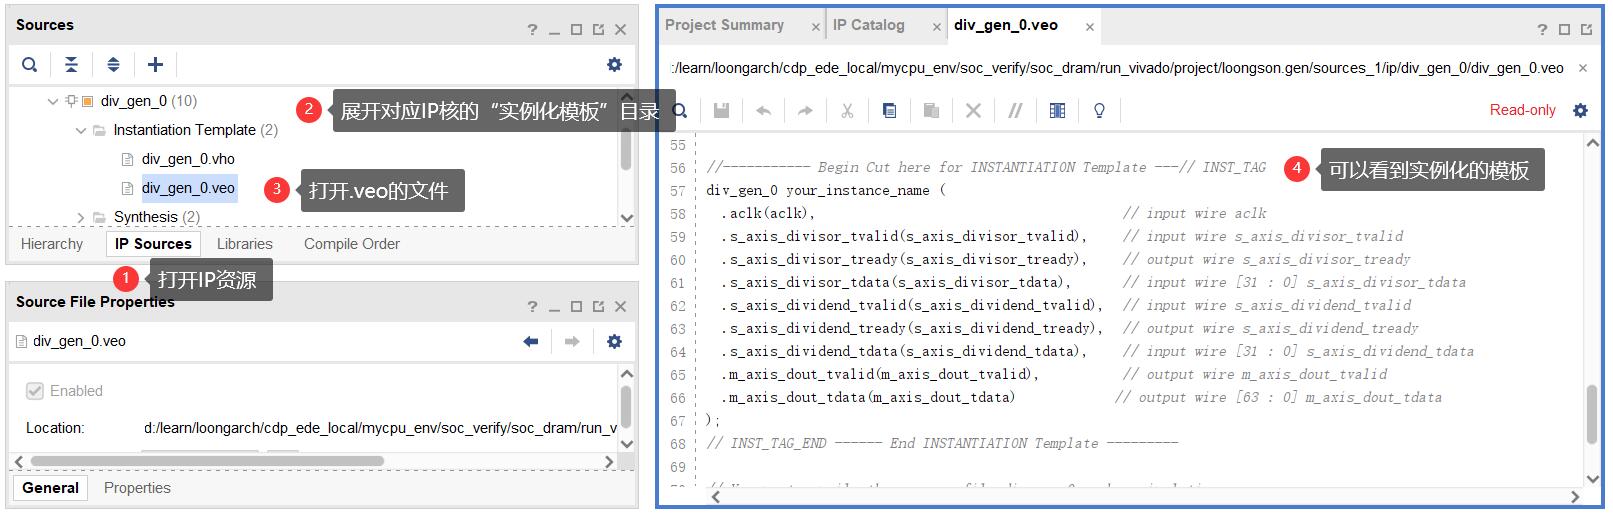 Sources
div_gen_0 (10)
2 展开对应IP核的“实例化模板”目录
Instantiation Template (2)
div_gen_0.vho
div_gen_0.veo
3 打开.veo的文件
Synthesis (2)
Hierarchy IP Sources Libraries Compile Order
1 打开IP资源
Source File Properties
div_gen_0.veo
Enabled
Location: d:/learn/loongarch/cdp_ede_local/mycpu_env/soc_verify/soc_dram/run_v
General Properties
Project Summary × IP Catalog × div_gen_0.veo ×
:/learn/loongarch/cdp_ede_local/mycpu_env/soc_verify/soc_dram/run_vivado/project/loongson.gen/sources_1/ip/div_gen_0/div_gen_0.veo ×
Read-only
55
56 //----------- Begin Cut here for INSTANTIATION Template ---// INST_TAG
4 可以看到实例化的模板
57 div_gen_0 your_instance_name (
58 .aclk(aclk), // input wire aclk
59 .s_axis_divisor_tvalid(s_axis_divisor_tvalid), // input wire s_axis_divisor_tvalid
60 .s_axis_divisor_tready(s_axis_divisor_tready), // output wire s_axis_divisor_tready
61 .s_axis_divisor_tdata(s_axis_divisor_tdata), // input wire [31 : 0] s_axis_divisor_tdata
62 .s_axis_dividend_tvalid(s_axis_dividend_tvalid), // input wire s_axis_dividend_tvalid
63 .s_axis_dividend_tready(s_axis_dividend_tready), // output wire s_axis_dividend_tready
64 .s_axis_dividend_tdata(s_axis_dividend_tdata), // input wire [31 : 0] s_axis_dividend_tdata
65 .m_axis_dout_tvalid(m_axis_dout_tvalid), // output wire m_axis_dout_tvalid
66 .m_axis_dout_tdata(m_axis_dout_tdata) // output wire [63 : 0] m_axis_dout_tdata
67 );
68 // INST_TAG_END ------ End INSTANTIATION Template ---------
69